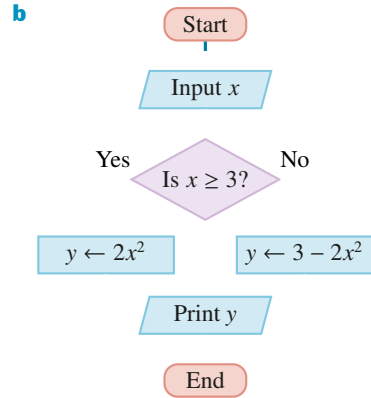 b
Start
Input x
Yes
No
Is x ≥ 3?
y ← 2x²
y ← 3 − 2x²
Print y
End